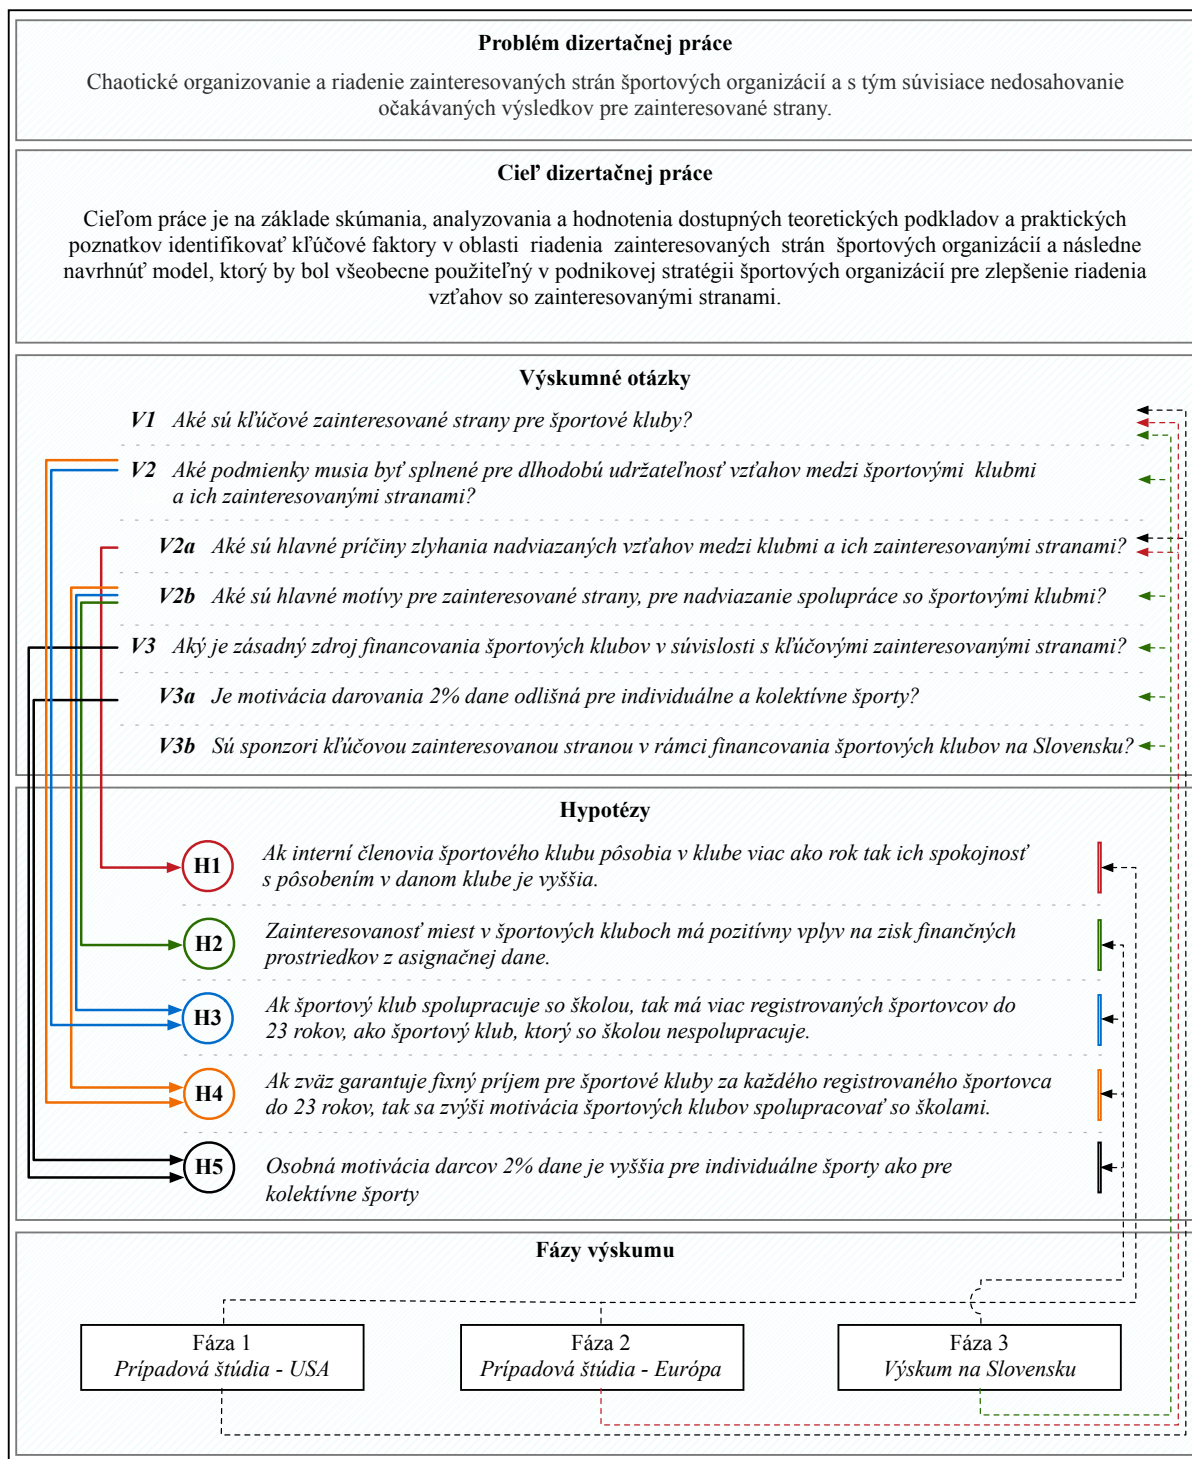 Problém dizertačnej práce
Chaotické organizovanie a riadenie zainteresovaných strán športových organizácií a s tým súvisiace nedosahovanie
očakávaných výsledkov pre zainteresované strany.
Cieľ dizertačnej práce
Cieľom práce je na základe skúmania, analyzovania a hodnotenia dostupných teoretických podkladov a praktických
poznatkov identifikovať kľúčové faktory v oblasti riadenia zainteresovaných strán športových organizácií a následne
navrhnúť model, ktorý by bol všeobecne použiteľný v podnikovej stratégii športových organizácií pre zlepšenie riadenia
vzťahov so zainteresovanými stranami.
Výskumné otázky
V1 Aké sú kľúčové zainteresované strany pre športové kluby?
V2 Aké podmienky musia byť splnené pre dlhodobú udržateľnosť vzťahov medzi športovými klubmi
a ich zainteresovanými stranami?
V2a Aké sú hlavné príčiny zlyhania nadviazaných vzťahov medzi klubmi a ich zainteresovanými stranami?
V2b Aké sú hlavné motívy pre zainteresované strany, pre nadviazanie spolupráce so športovými klubmi?
V3 Aký je zásadný zdroj financovania športových klubov v súvislosti s kľúčovými zainteresovanými stranami?
V3a Je motivácia darovania 2% dane odlišná pre individuálne a kolektívne športy?
V3b Sú sponzori kľúčovou zainteresovanou stranou v rámci financovania športových klubov na Slovensku?
Hypotézy
H1 Ak interní členovia športového klubu pôsobia v klube viac ako rok tak ich spokojnosť
s pôsobením v danom klube je vyššia.
H2 Zainteresovanosť miest v športových kluboch má pozitívny vplyv na zisk finančných
prostriedkov z asignačnej dane.
H3 Ak športový klub spolupracuje so školou, tak má viac registrovaných športovcov do
23 rokov, ako športový klub, ktorý so školou nespolupracuje.
H4 Ak zväz garantuje fixný príjem pre športové kluby za každého registrovaného športovca
do 23 rokov, tak sa zvýši motivácia športových klubov spolupracovať so školami.
H5 Osobná motivácia darcov 2% dane je vyššia pre individuálne športy ako pre
kolektívne športy
Fázy výskumu
Fáza 1
Prípadová štúdia - USA
Fáza 2
Prípadová štúdia - Európa
Fáza 3
Výskum na Slovensku